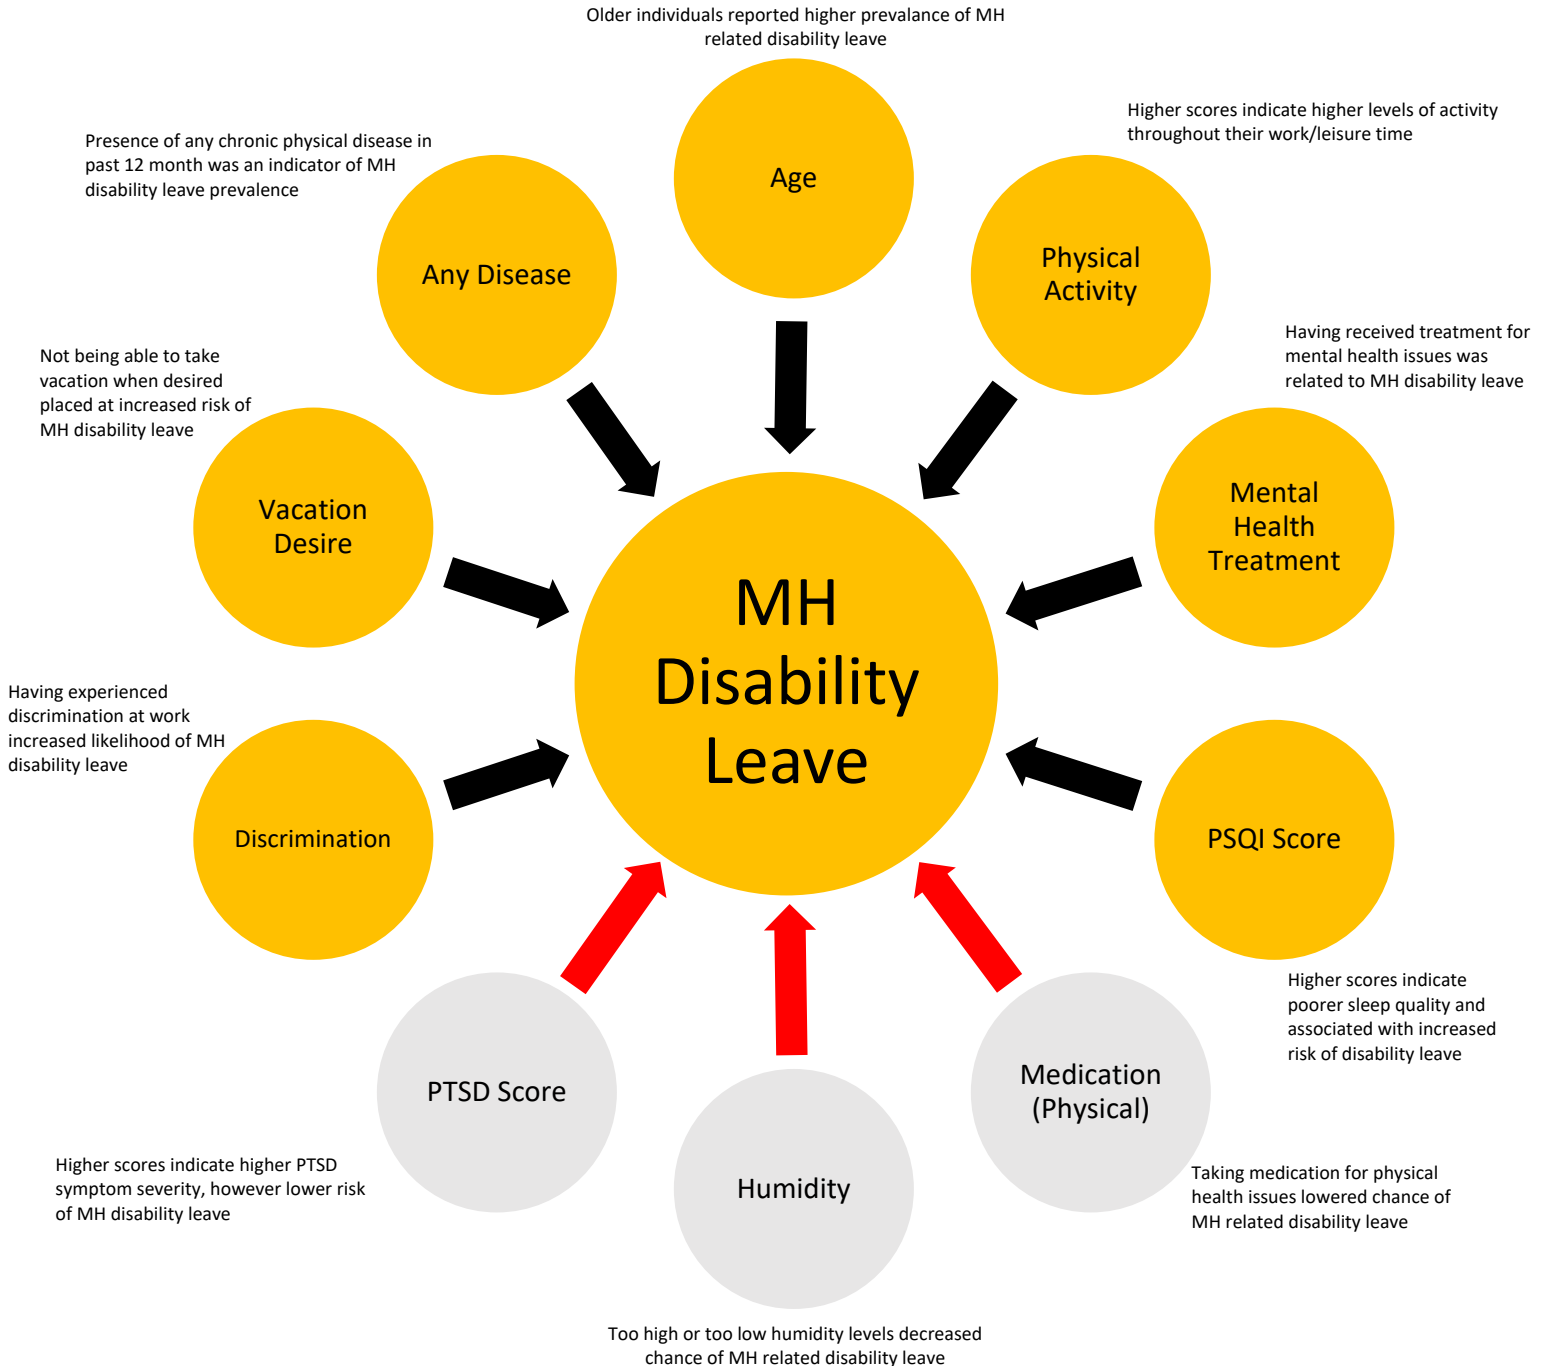 Older individuals reported higher prevalance of MH
related disability leave
Age
Higher scores indicate higher levels of activity
throughout their work/leisure time
Physical
Activity
Presence of any chronic physical disease in
past 12 month was an indicator of MH
disability leave prevalence
Any Disease
Having received treatment for
mental health issues was
related to MH disability leave
Mental
Health
Treatment
Not being able to take
vacation when desired
placed at increased risk of
MH disability leave
Vacation
Desire
MH
Disability
Leave
Having experienced
discrimination at work
increased likelihood of MH
disability leave
Discrimination
PSQI Score
Higher scores indicate
poorer sleep quality and
associated with increased
risk of disability leave
PTSD Score
Higher scores indicate higher PTSD
symptom severity, however lower risk
of MH disability leave
Humidity
Too high or too low humidity levels decreased
chance of MH related disability leave
Medication
(Physical)
Taking medication for physical
health issues lowered chance of
MH related disability leave